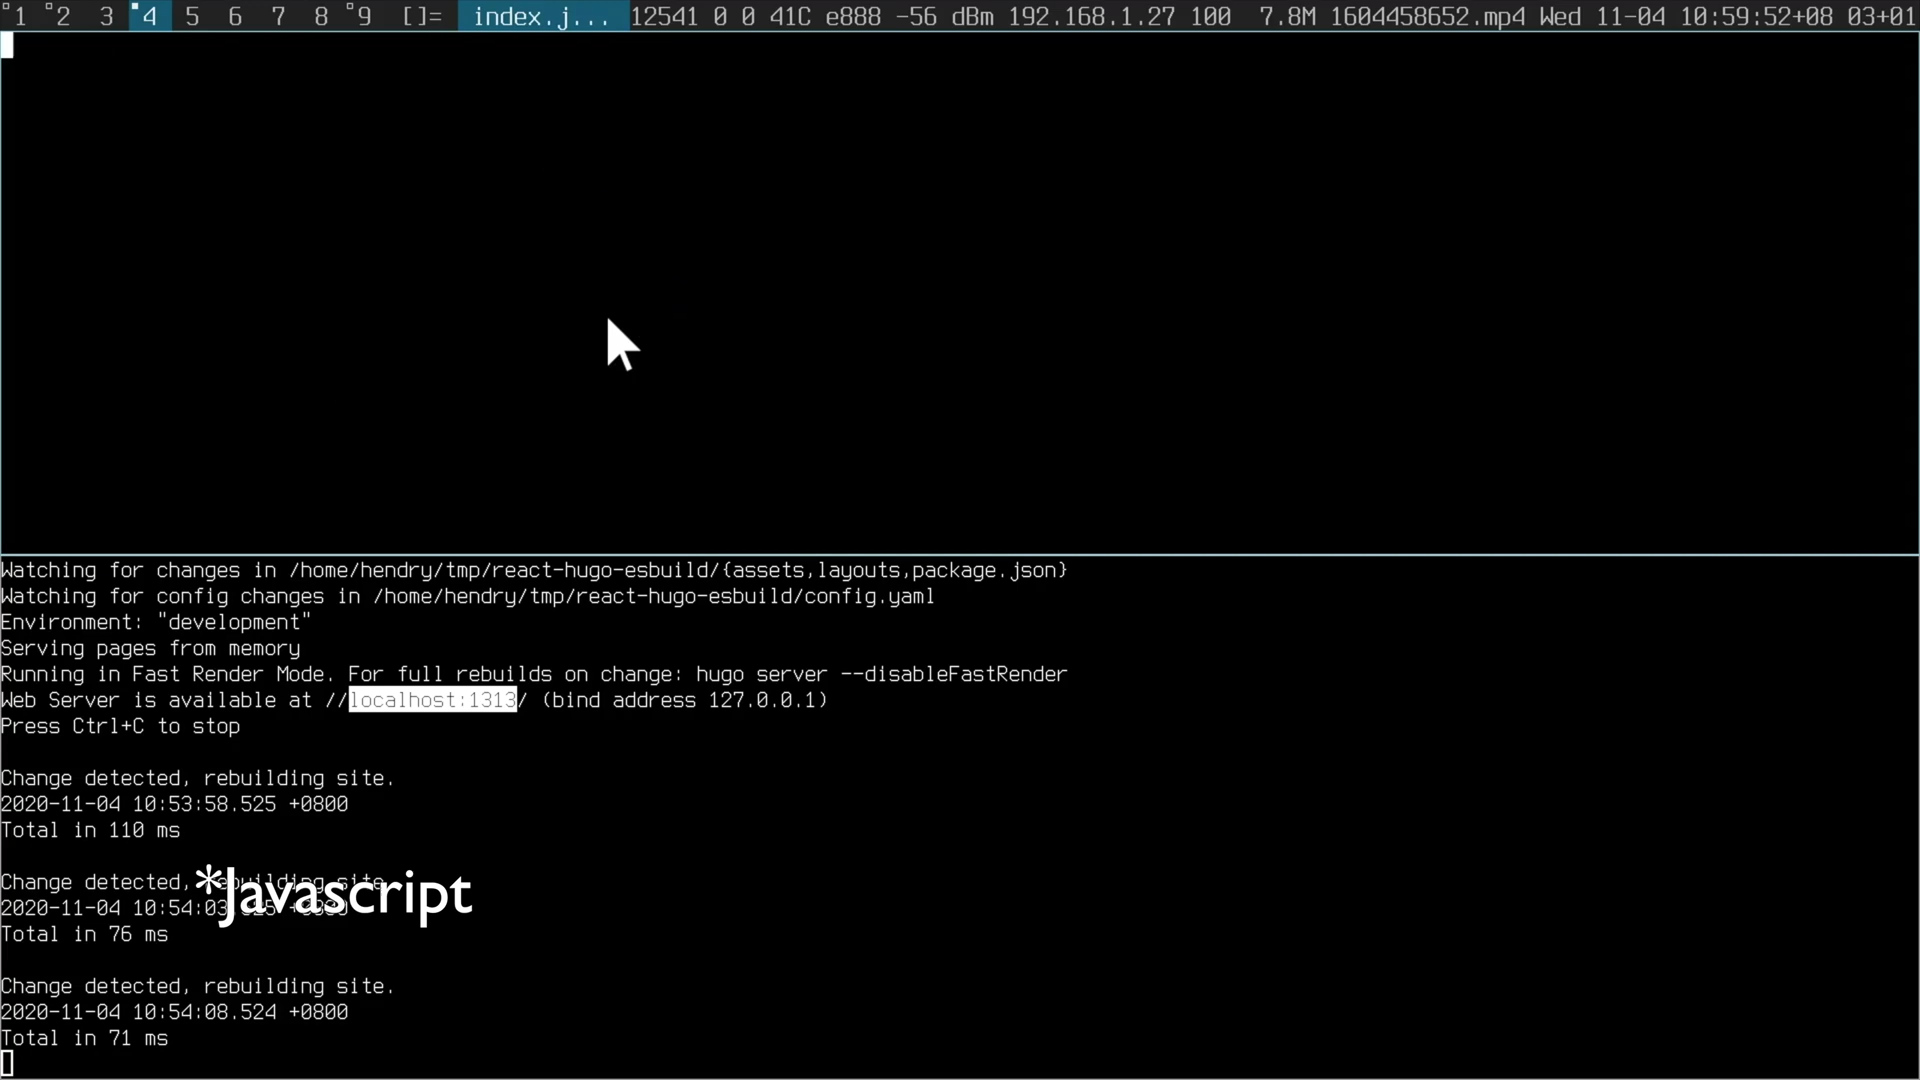 1 2 3 4 5 6 7 8 9 []= index.j... 12541 0 0 41C e888 -56 dBm 192.168.1.27 100 7.8M 1604458652.mp4 Wed 11-04 10:59:52+08 03+01
Watching for changes in /home/hendry/tmp/react-hugo-esbuild/{assets,layouts,package.json}
Watching for config changes in /home/hendry/tmp/react-hugo-esbuild/config.yaml
Environment: "development"
Serving pages from memory
Running in Fast Render Mode. For full rebuilds on change: hugo server --disableFastRender
Web Server is available at //localhost:1313/ (bind address 127.0.0.1)
Press Ctrl+C to stop
Change detected, rebuilding site.
2020-11-04 10:53:58.525 +0800
Total in 110 ms
Change detected, rebuilding site.
*Javascript
2020-11-04 10:54:03.525 +0800
Total in 76 ms
Change detected, rebuilding site.
2020-11-04 10:54:08.524 +0800
Total in 71 ms